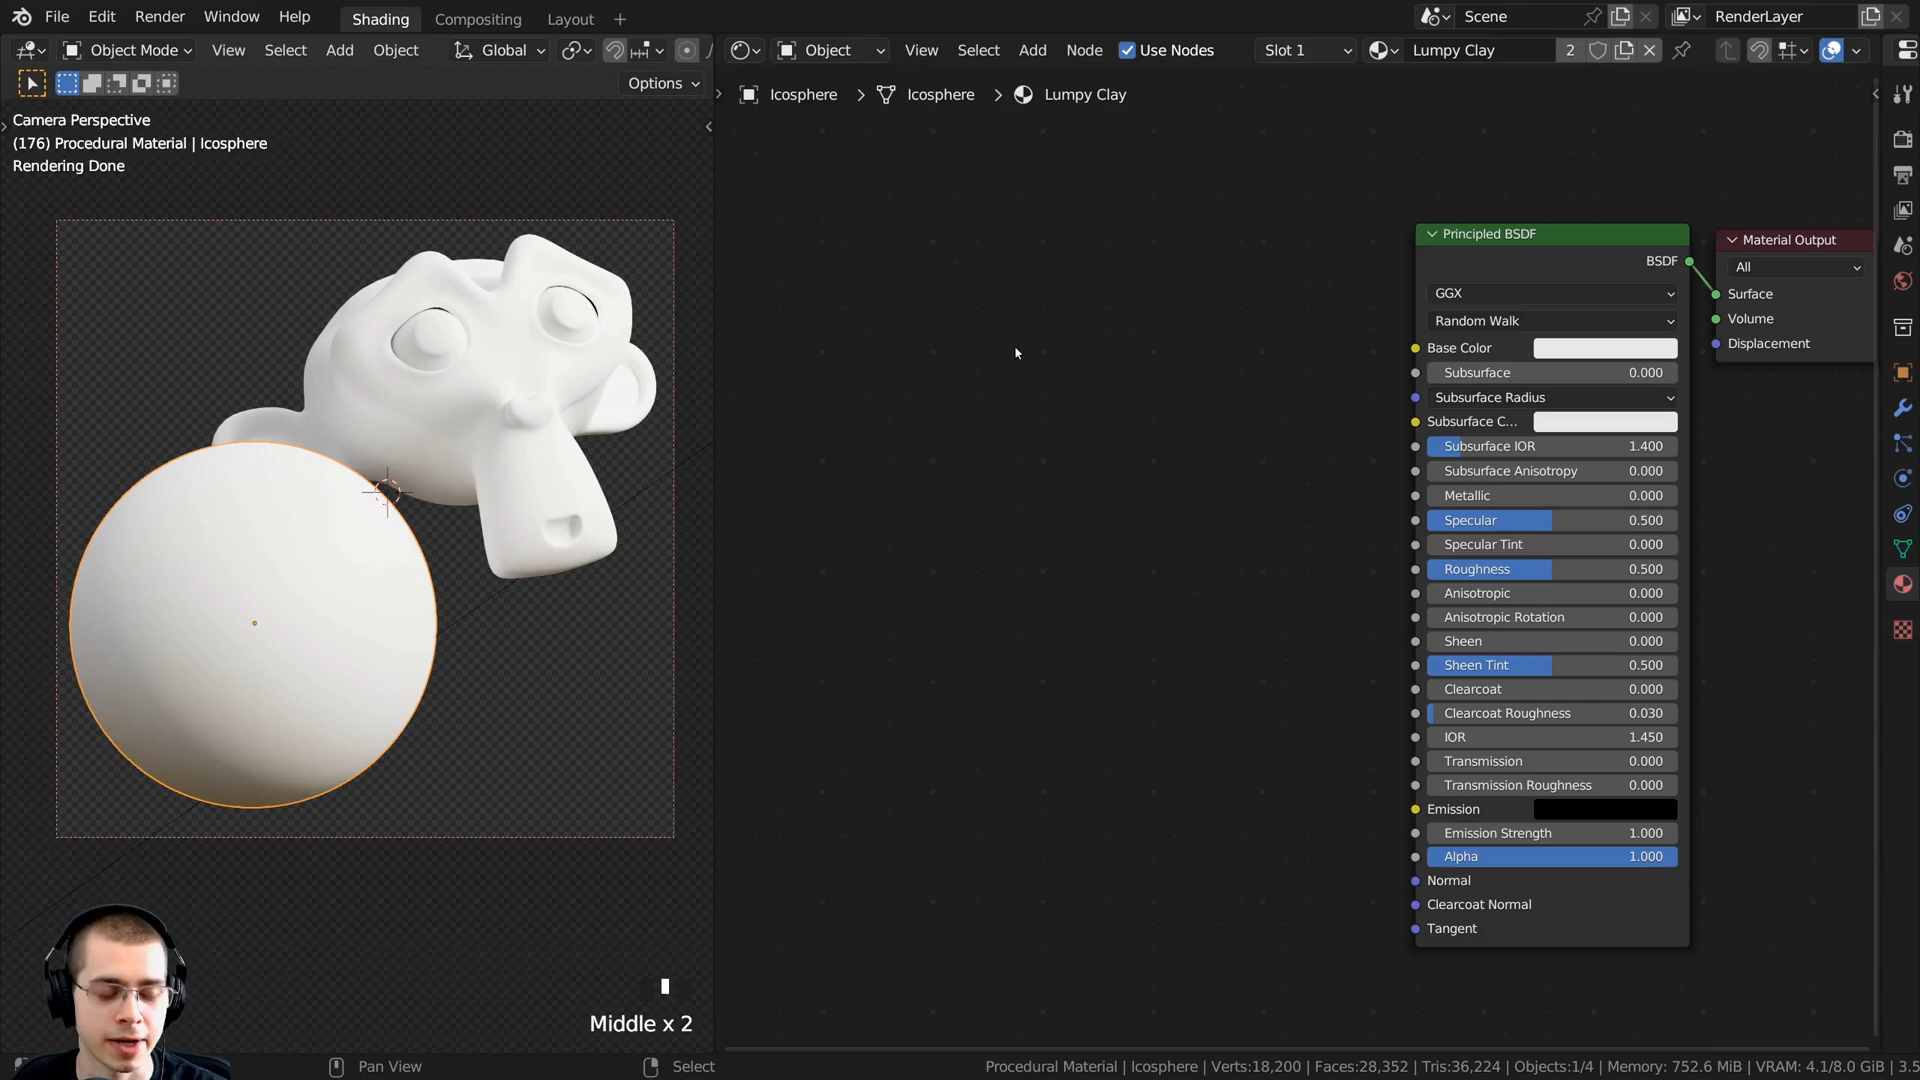 File Edit Render Window Help Shading Compositing Layout + Scene RenderLayer
Object Mode View Select Add Object Global Object View Select Add Node Use Nodes Slot 1 Lumpy Clay 2
Options
Icosphere > Icosphere > Lumpy Clay
Camera Perspective
(176) Procedural Material | Icosphere
Rendering Done
Principled BSDF
BSDF
GGX
Random Walk
Base Color
Subsurface 0.000
Subsurface Radius
Subsurface C...
Subsurface IOR 1.400
Subsurface Anisotropy 0.000
Metallic 0.000
Specular 0.500
Specular Tint 0.000
Roughness 0.500
Anisotropic 0.000
Anisotropic Rotation 0.000
Sheen 0.000
Sheen Tint 0.500
Clearcoat 0.000
Clearcoat Roughness 0.030
IOR 1.450
Transmission 0.000
Transmission Roughness 0.000
Emission
Emission Strength 1.000
Alpha 1.000
Normal
Clearcoat Normal
Tangent
Material Output
All
Surface
Volume
Displacement
Middle x 2
Pan View Select Procedural Material | Icosphere | Verts:18,200 | Faces:28,352 | Tris:36,224 | Objects:1/4 | Memory: 752.6 MiB | VRAM: 4.1/8.0 GiB | 3.5